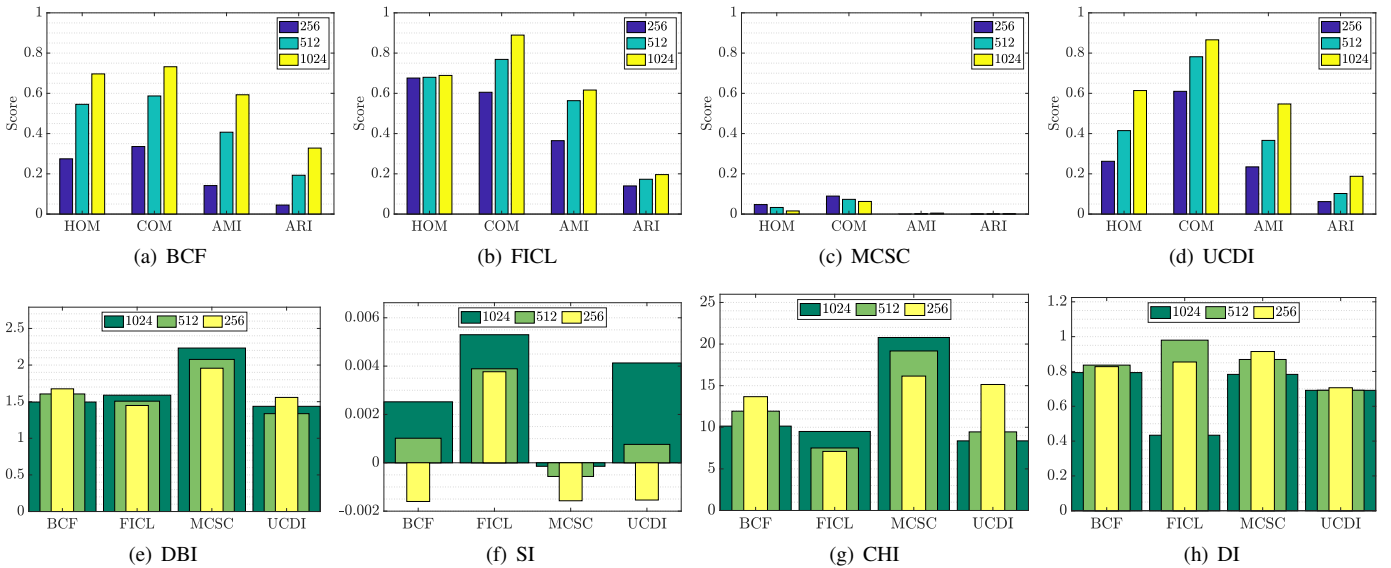 1
0.8
0.6
0.4
0.2
0
Score
256
512
1024
HOM COM AMI ARI
(a) BCF
1
0.8
0.6
0.4
0.2
0
Score
256
512
1024
HOM COM AMI ARI
(b) FICL
1
0.8
0.6
0.4
0.2
0
Score
256
512
1024
HOM COM AMI ARI
(c) MCSC
1
0.8
0.6
0.4
0.2
0
Score
256
512
1024
HOM COM AMI ARI
(d) UCDI
2.5
2
1.5
1
0.5
0
1024 512 256
BCF FICL MCSC UCDI
(e) DBI
0.006
0.004
0.002
0
-0.002
1024 512 256
BCF FICL MCSC UCDI
(f) SI
25
20
15
10
5
0
1024 512 256
BCF FICL MCSC UCDI
(g) CHI
1.2
1
0.8
0.6
0.4
0.2
0
1024 512 256
BCF FICL MCSC UCDI
(h) DI